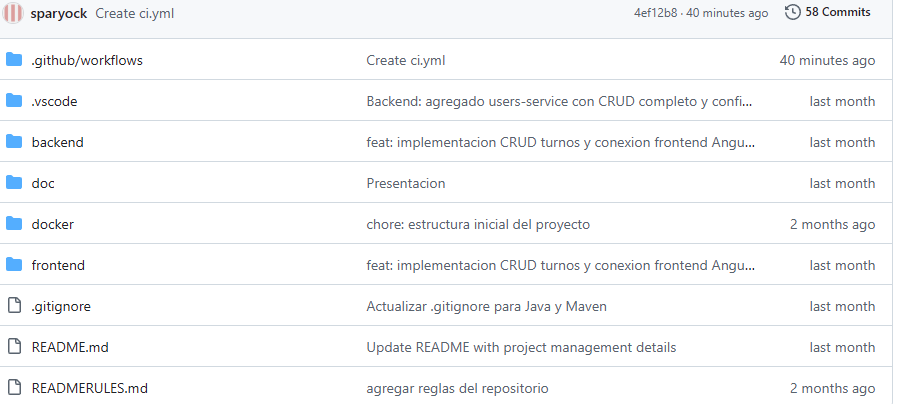 sparyock Create ci.yml 4ef12b8 · 40 minutes ago 58 Commits
.github/workflows Create ci.yml 40 minutes ago
.vscode Backend: agregado users-service con CRUD completo y confi... last month
backend feat: implementacion CRUD turnos y conexion frontend Angu... last month
doc Presentacion last month
docker chore: estructura inicial del proyecto 2 months ago
frontend feat: implementacion CRUD turnos y conexion frontend Angu... last month
.gitignore Actualizar .gitignore para Java y Maven last month
README.md Update README with project management details last month
READMERULES.md agregar reglas del repositorio 2 months ago